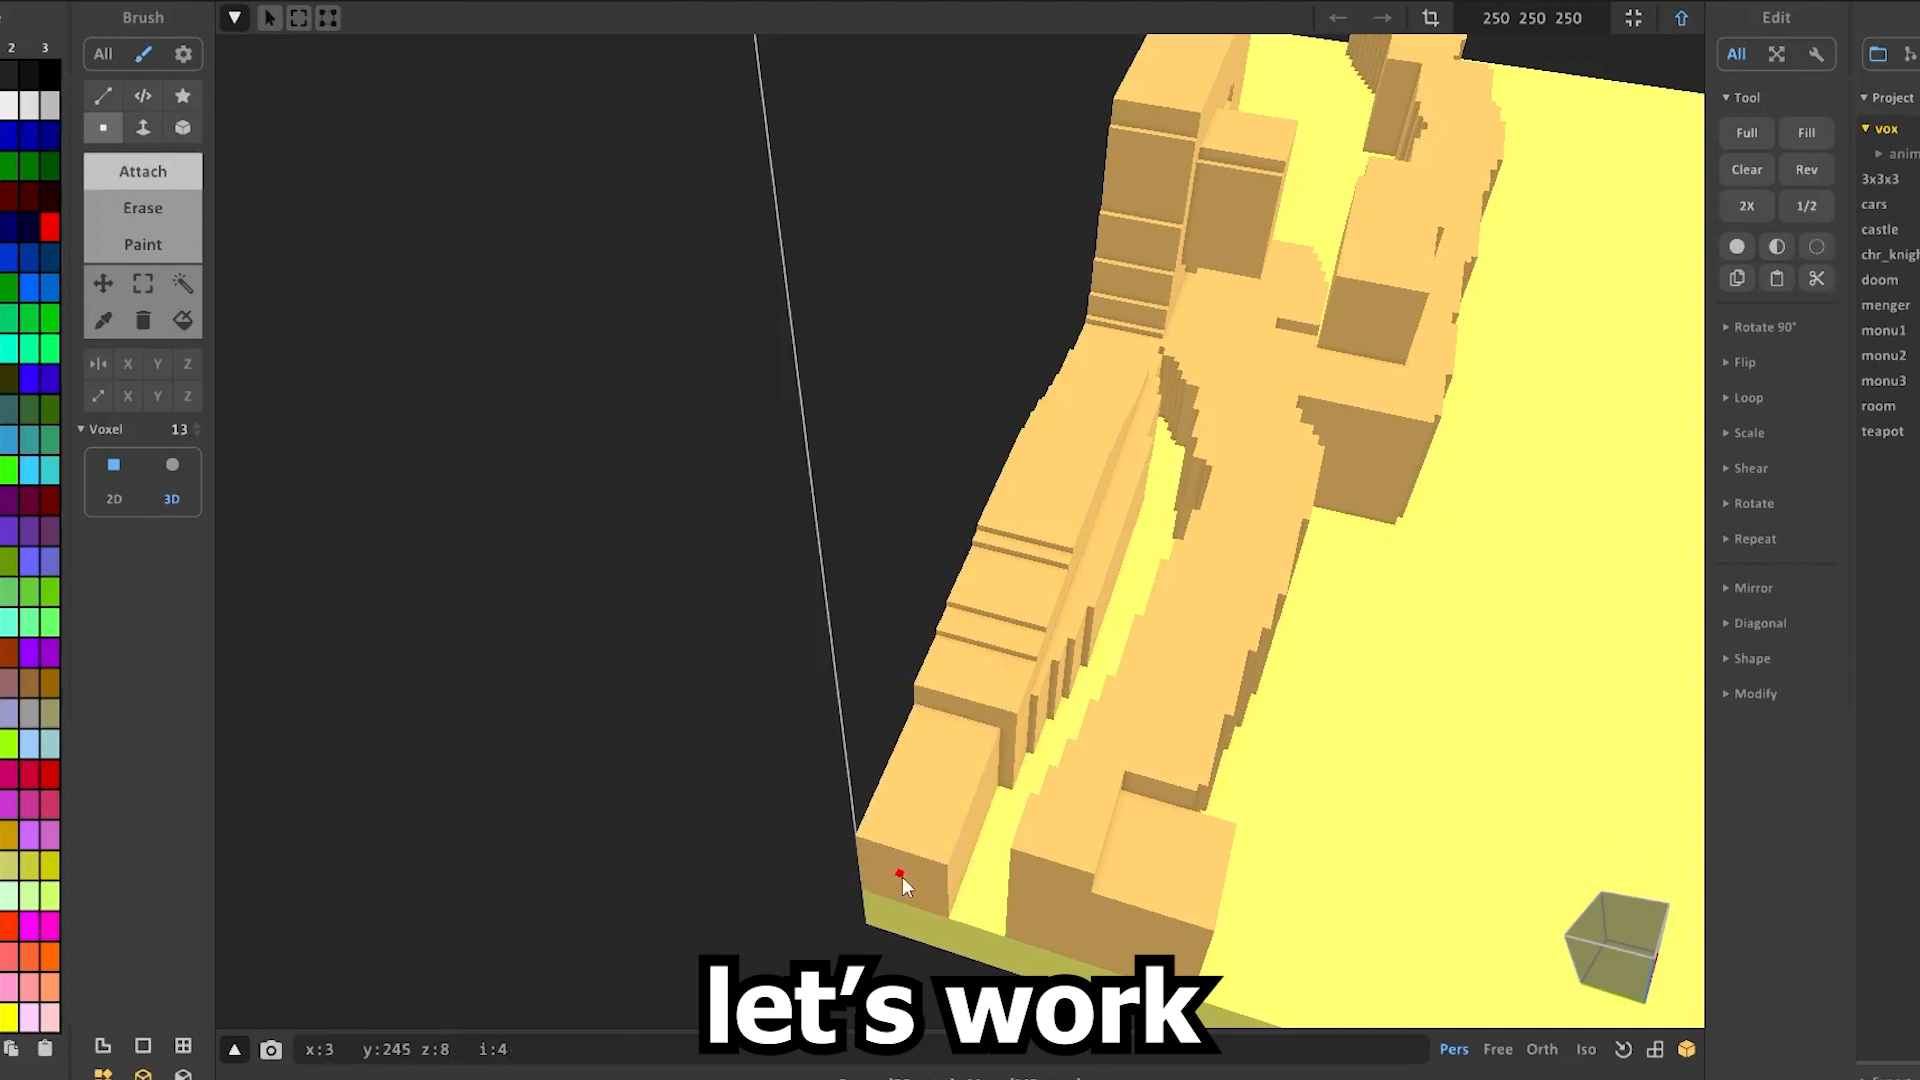 Brush
250 250 250
Edit
2 3
All
All
Tool
Project
Full Fill
vox
Attach
anim
Clear Rev
3x3x3
Erase
2X 1/2
cars
castle
Paint
chr_knigh
doom
menger
Rotate 90°
monu1
X Y Z
Flip
monu2
monu3
X Y Z
Loop
room
Voxel 13
Scale
teapot
Shear
2D 3D
Rotate
Repeat
Mirror
Diagonal
Shape
Modify
let's work
x:3 y:245 z:8 i:4
Pers Free Orth Iso